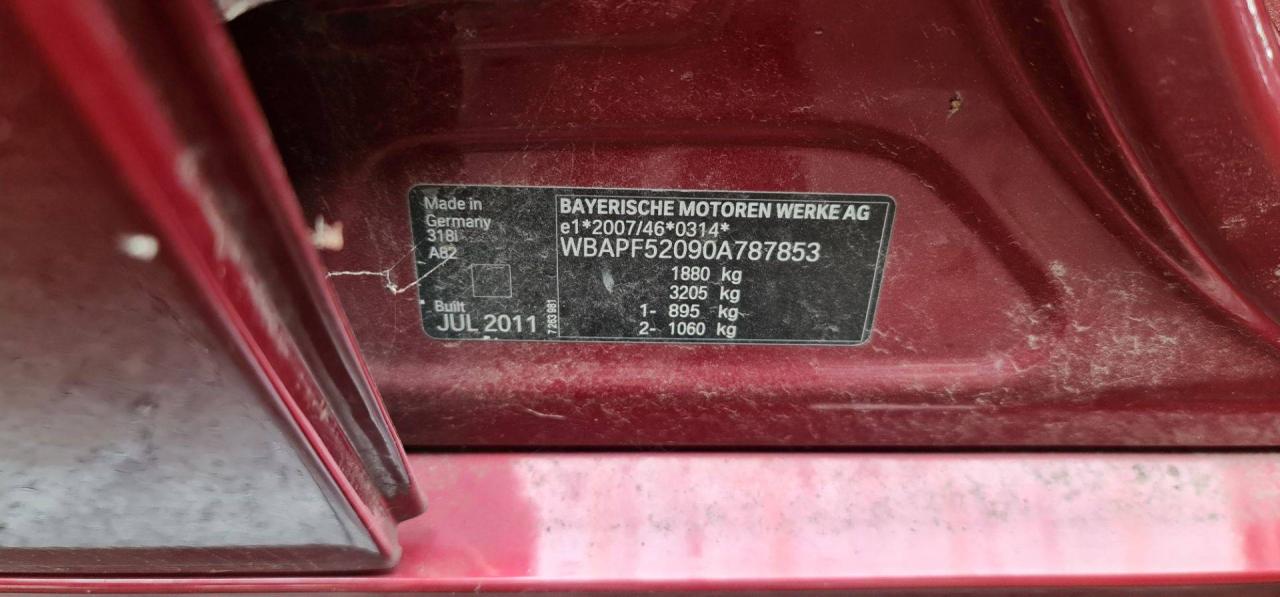 Made in
Germany
318i
A82
Built
JUL 2011
7 263 981
BAYERISCHE MOTOREN WERKE AG
e1*2007/46*0314*
WBAPF52090A787853
1880 kg
3205 kg
1- 895 kg
2- 1060 kg